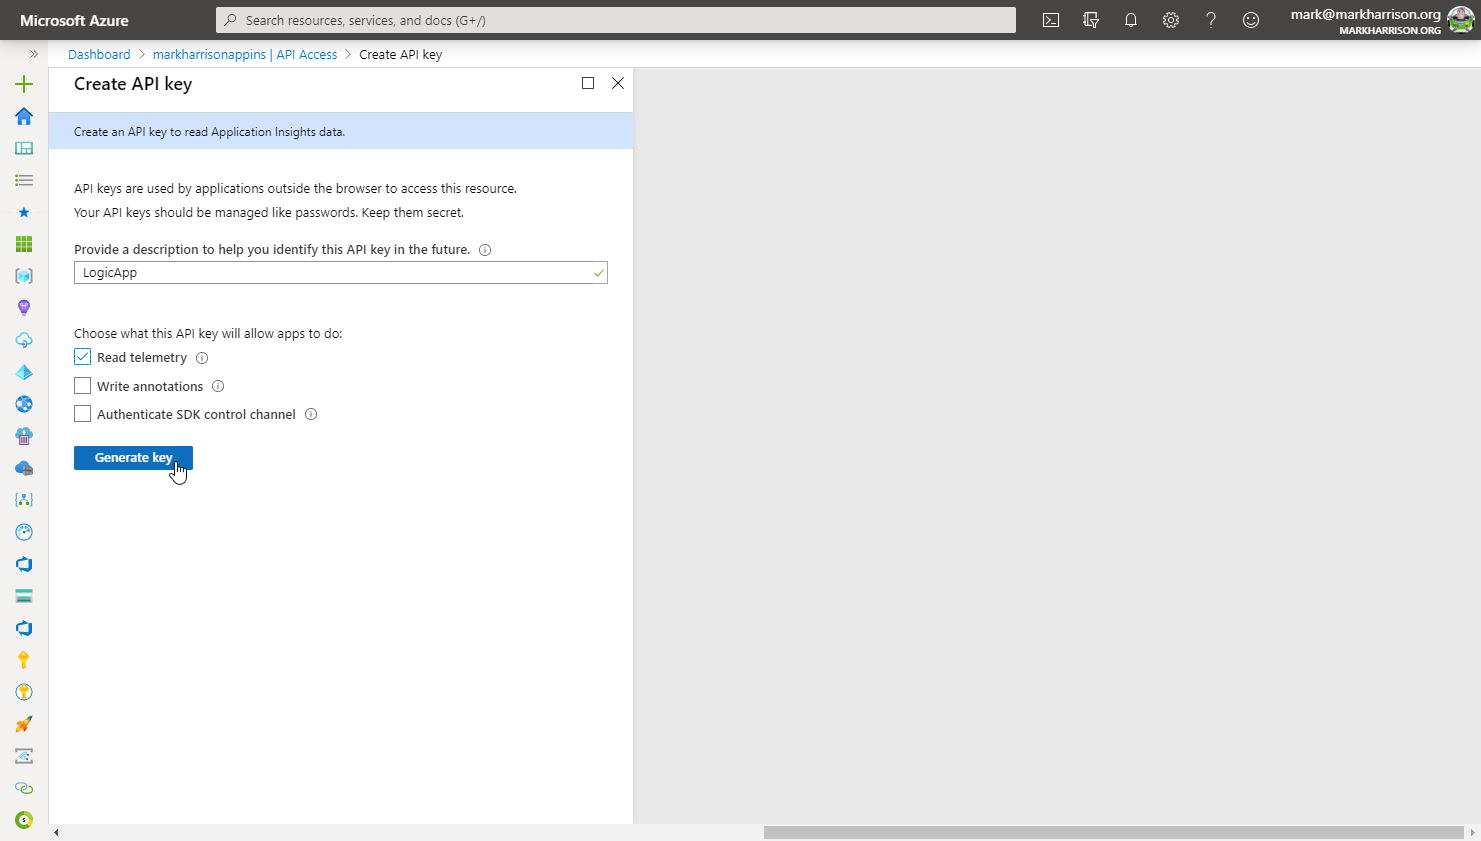 Microsoft Azure
Search resources, services, and docs (G+/)
mark@markharrison.org
MARKHARRISON.ORG
Dashboard > markharrisonappins | API Access > Create API key
Create API key
Create an API key to read Application Insights data.
API keys are used by applications outside the browser to access this resource.
Your API keys should be managed like passwords. Keep them secret.
Provide a description to help you identify this API key in the future.
LogicApp
Choose what this API key will allow apps to do:
Read telemetry
Write annotations
Authenticate SDK control channel
Generate key